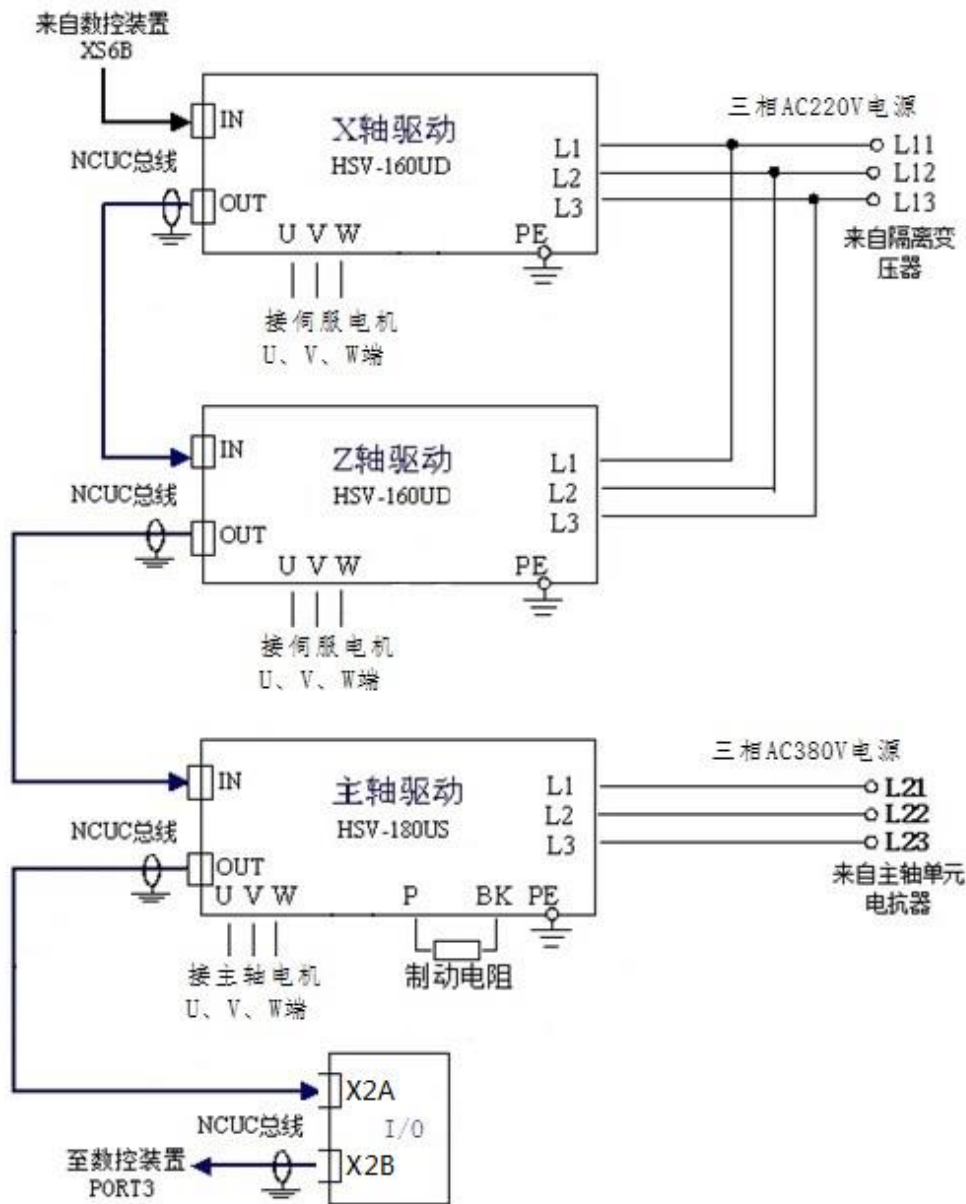 来自数控装置
XS6B
IN
X轴驱动
HSV-160UD
三相AC220V电源
L1
L2
L3
L11
L12
L13
NCUC总线
OUT
U V W
PE
来自隔离变
压器
接伺服电机
U、V、W端
IN
Z轴驱动
HSV-160UD
L1
L2
L3
NCUC总线
OUT
U V W
PE
接伺服电机
U、V、W端
三相AC380V电源
IN
主轴驱动
HSV-180US
L1
L2
L3
L21
L22
L23
NCUC总线
OUT
U V W
P
BK
PE
来自主轴单元
电抗器
接主轴电机
U、V、W端
制动电阻
X2A
NCUC总线
I/O
X2B
至数控装置
PORT3